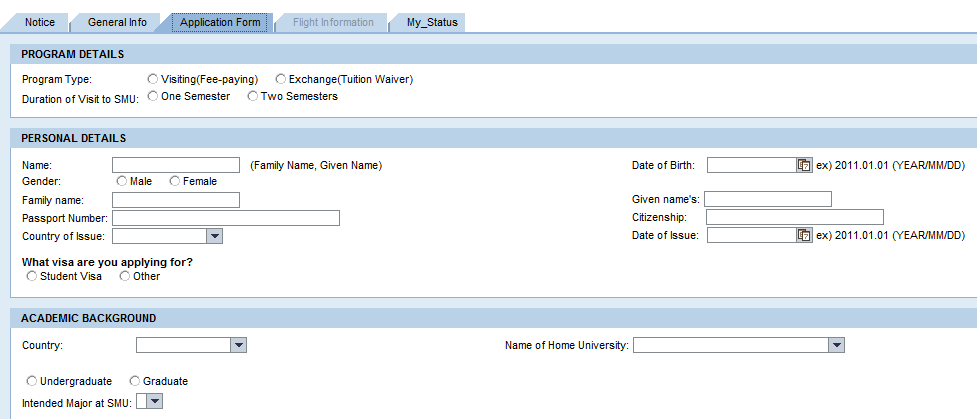 Notice General Info Application Form Flight Information My_Status
PROGRAM DETAILS
Program Type: Visiting(Fee-paying) Exchange(Tuition Waiver)
Duration of Visit to SMU: One Semester Two Semesters
PERSONAL DETAILS
Name: (Family Name, Given Name) Date of Birth: ex) 2011.01.01 (YEAR/MM/DD)
Gender: Male Female
Family name: Given name's:
Passport Number: Citizenship:
Country of Issue: Date of Issue: ex) 2011.01.01 (YEAR/MM/DD)
What visa are you applying for?
Student Visa Other
ACADEMIC BACKGROUND
Country: Name of Home University:
Undergraduate Graduate
Intended Major at SMU: